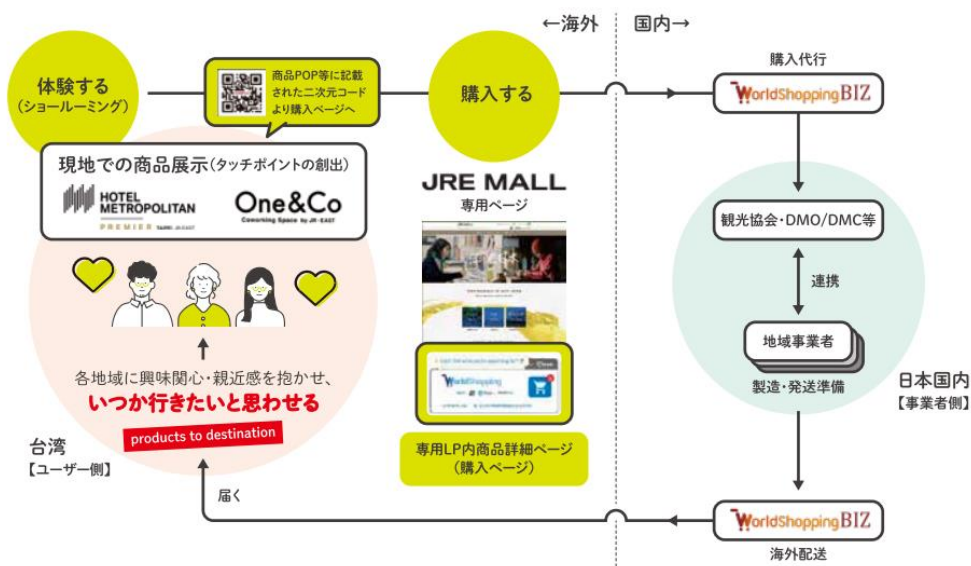 ←海外
国内→
体験する
(ショールーミング)
商品POP等に記載
された二次元コード
より購入ページへ
購入する
購入代行
WorldShoppingBIZ
現地での商品展示(タッチポイントの創出)
HOTEL
METROPOLITAN
PREMIER TAIPEI JR-EAST
One&Co
Coworking Space by JR-EAST
JRE MALL
専用ページ
観光協会・DMO/DMC等
連携
地域事業者
製造・発送準備
日本国内
【事業者側】
各地域に興味関心・親近感を抱かせ、
いつか行きたいと思わせる
products to destination
台湾
【ユーザー側】
WorldShopping
専用LP内商品詳細ページ
(購入ページ)
届く
WorldShoppingBIZ
海外配送